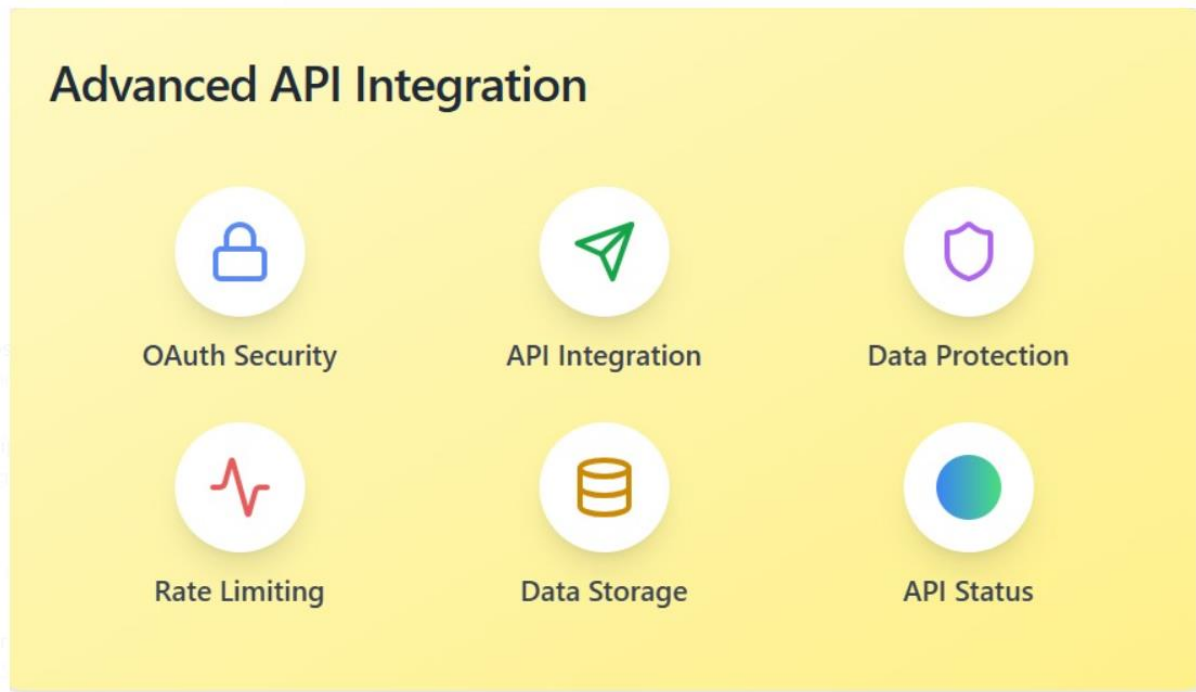 Advanced API Integration
OAuth Security
API Integration
Data Protection
Rate Limiting
Data Storage
API Status